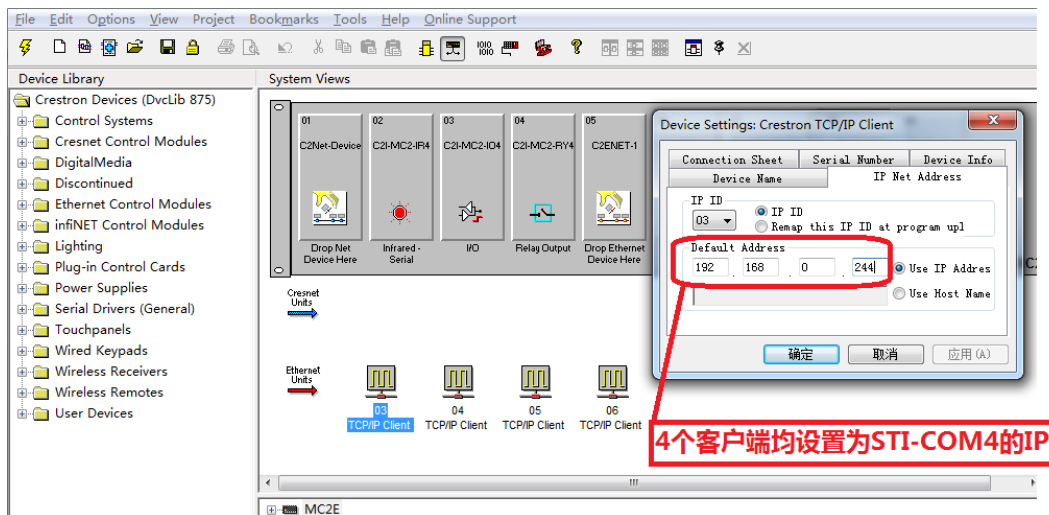 File Edit Options View Project Bookmarks Tools Help Online Support
Device Library
System Views
Crestron Devices (DvcLib 875)
Control Systems
Cresnet Control Modules
DigitalMedia
Discontinued
Ethernet Control Modules
infiNET Control Modules
Lighting
Plug-in Control Cards
Power Supplies
Serial Drivers (General)
Touchpanels
Wired Keypads
Wireless Receivers
Wireless Remotes
User Devices
01 02 03 04 05
C2Net-Device C2I-MC2-IR4 C2I-MC2-IO4 C2I-MC2-RY4 C2ENET-1
Drop Net Device Here
Infrared - Serial
I/O
Relay Output
Drop Ethernet Device Here
Cresnet Units
Ethernet Units
03 04 05 06
TCP/IP Client TCP/IP Client TCP/IP Client TCP/IP Client
Device Settings: Crestron TCP/IP Client
Connection Sheet Serial Number Device Info
Device Name IP Net Address
IP ID
03 IP ID
Remap this IP ID at program upl
Default Address
192 . 168 . 0 . 244 Use IP Addres
Use Host Name
确定 取消 应用(A)
4个客户端均设置为STI-COM4的IP
MC2E